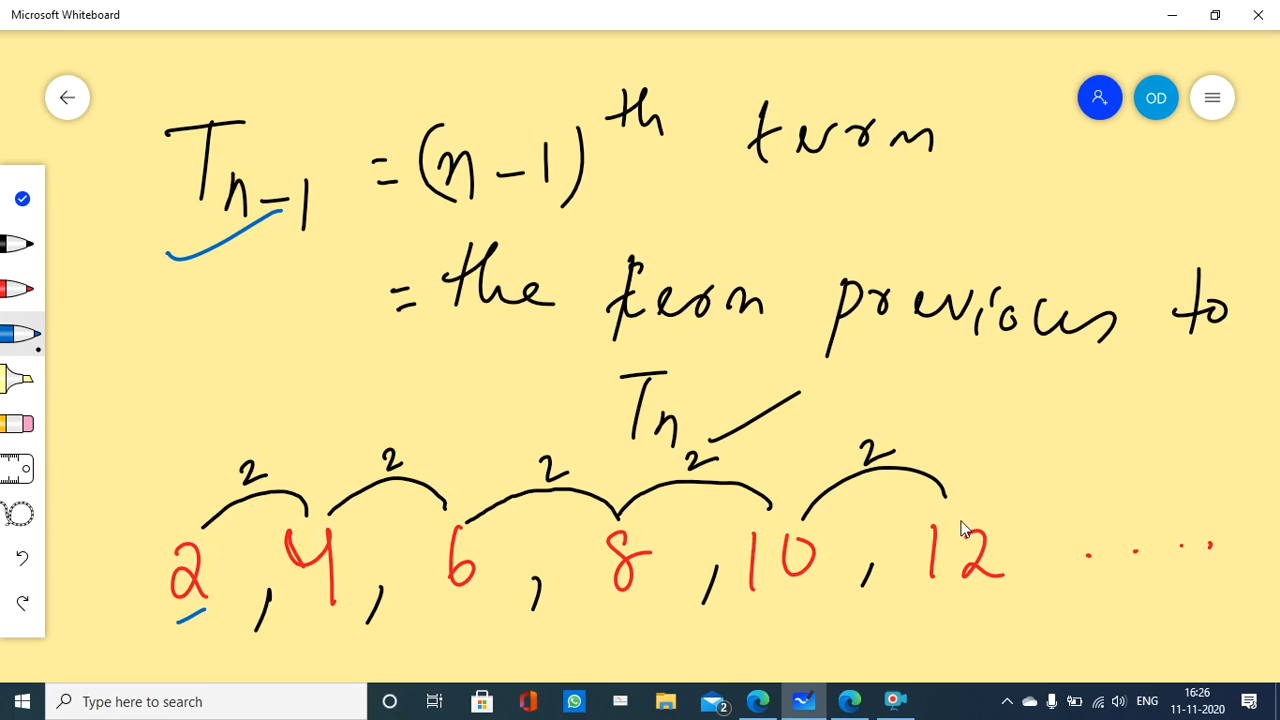 Microsoft Whiteboard
OD
Tn-1 = (n-1)th term
= the term previous to
Tn
2 2 2 2 2
2 , 4 , 6 , 8 , 10 , 12 ....
Type here to search
2
ENG
16:26
11-11-2020